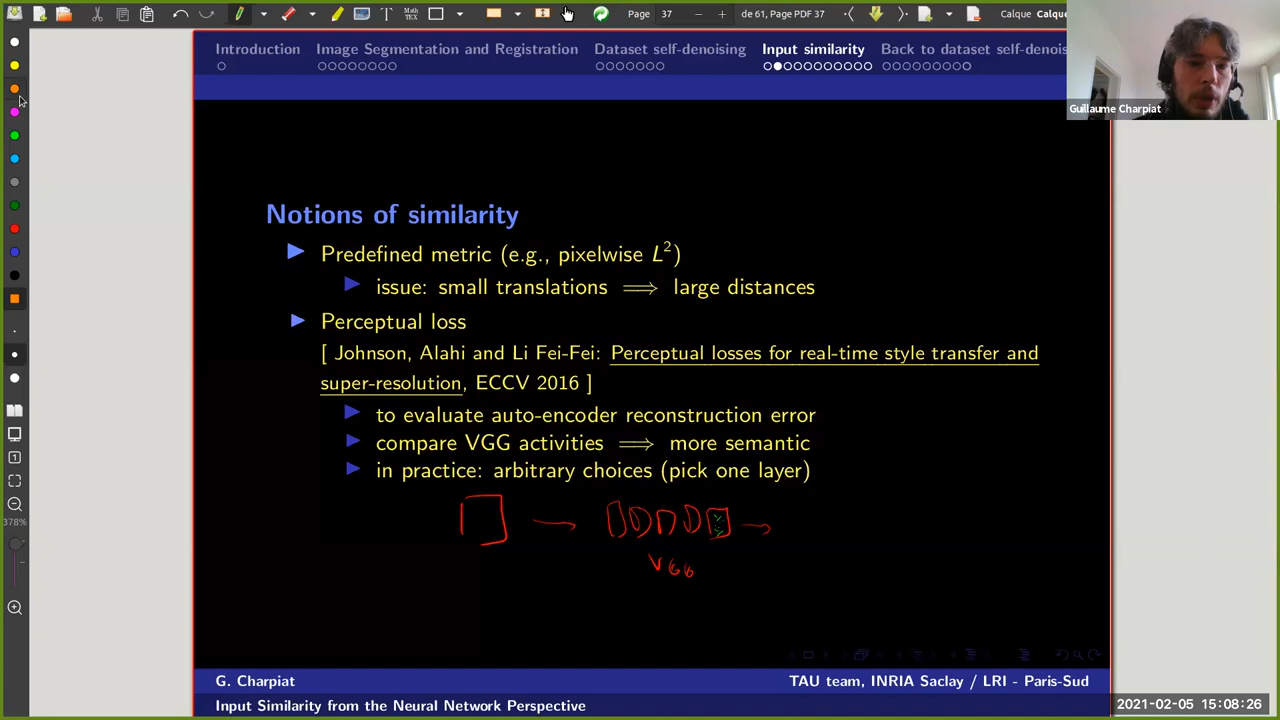 Page 37 − + de 61, Page PDF 37 Calque Calqu
T MATH TEX
Introduction Image Segmentation and Registration Dataset self-denoising Input similarity Back to dataset self-denois
Guillaume Charpiat
Notions of similarity
Predefined metric (e.g., pixelwise L²)
issue: small translations ⟹ large distances
Perceptual loss
[ Johnson, Alahi and Li Fei-Fei: Perceptual losses for real-time style transfer and
super-resolution, ECCV 2016 ]
to evaluate auto-encoder reconstruction error
compare VGG activities ⟹ more semantic
in practice: arbitrary choices (pick one layer)
VGG
378%
G. Charpiat TAU team, INRIA Saclay / LRI - Paris-Sud
Input Similarity from the Neural Network Perspective
2021-02-05 15:08:26